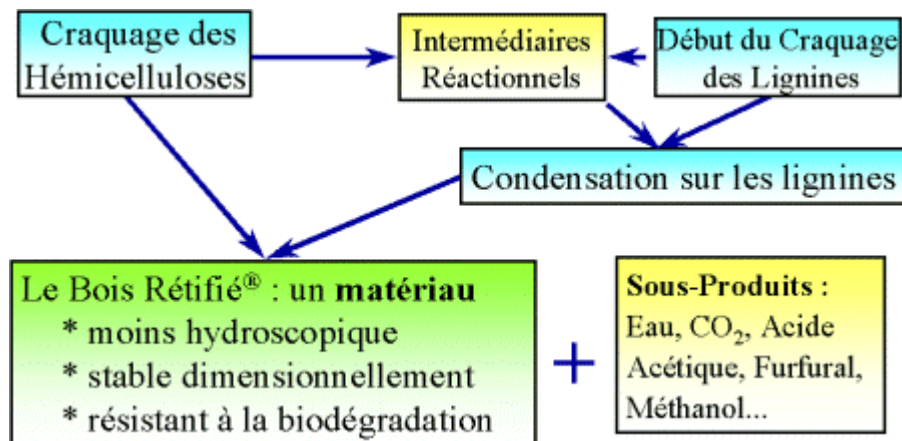 Craquage des
Hémicelluloses
Intermédiaires
Réactionnels
Début du Craquage
des Lignines
Condensation sur les lignines
Le Bois Rétifié® : un matériau
* moins hydroscopique
* stable dimensionnellement
* résistant à la biodégradation
+
Sous-Produits :
Eau, CO₂, Acide
Acétique, Furfural,
Méthanol...